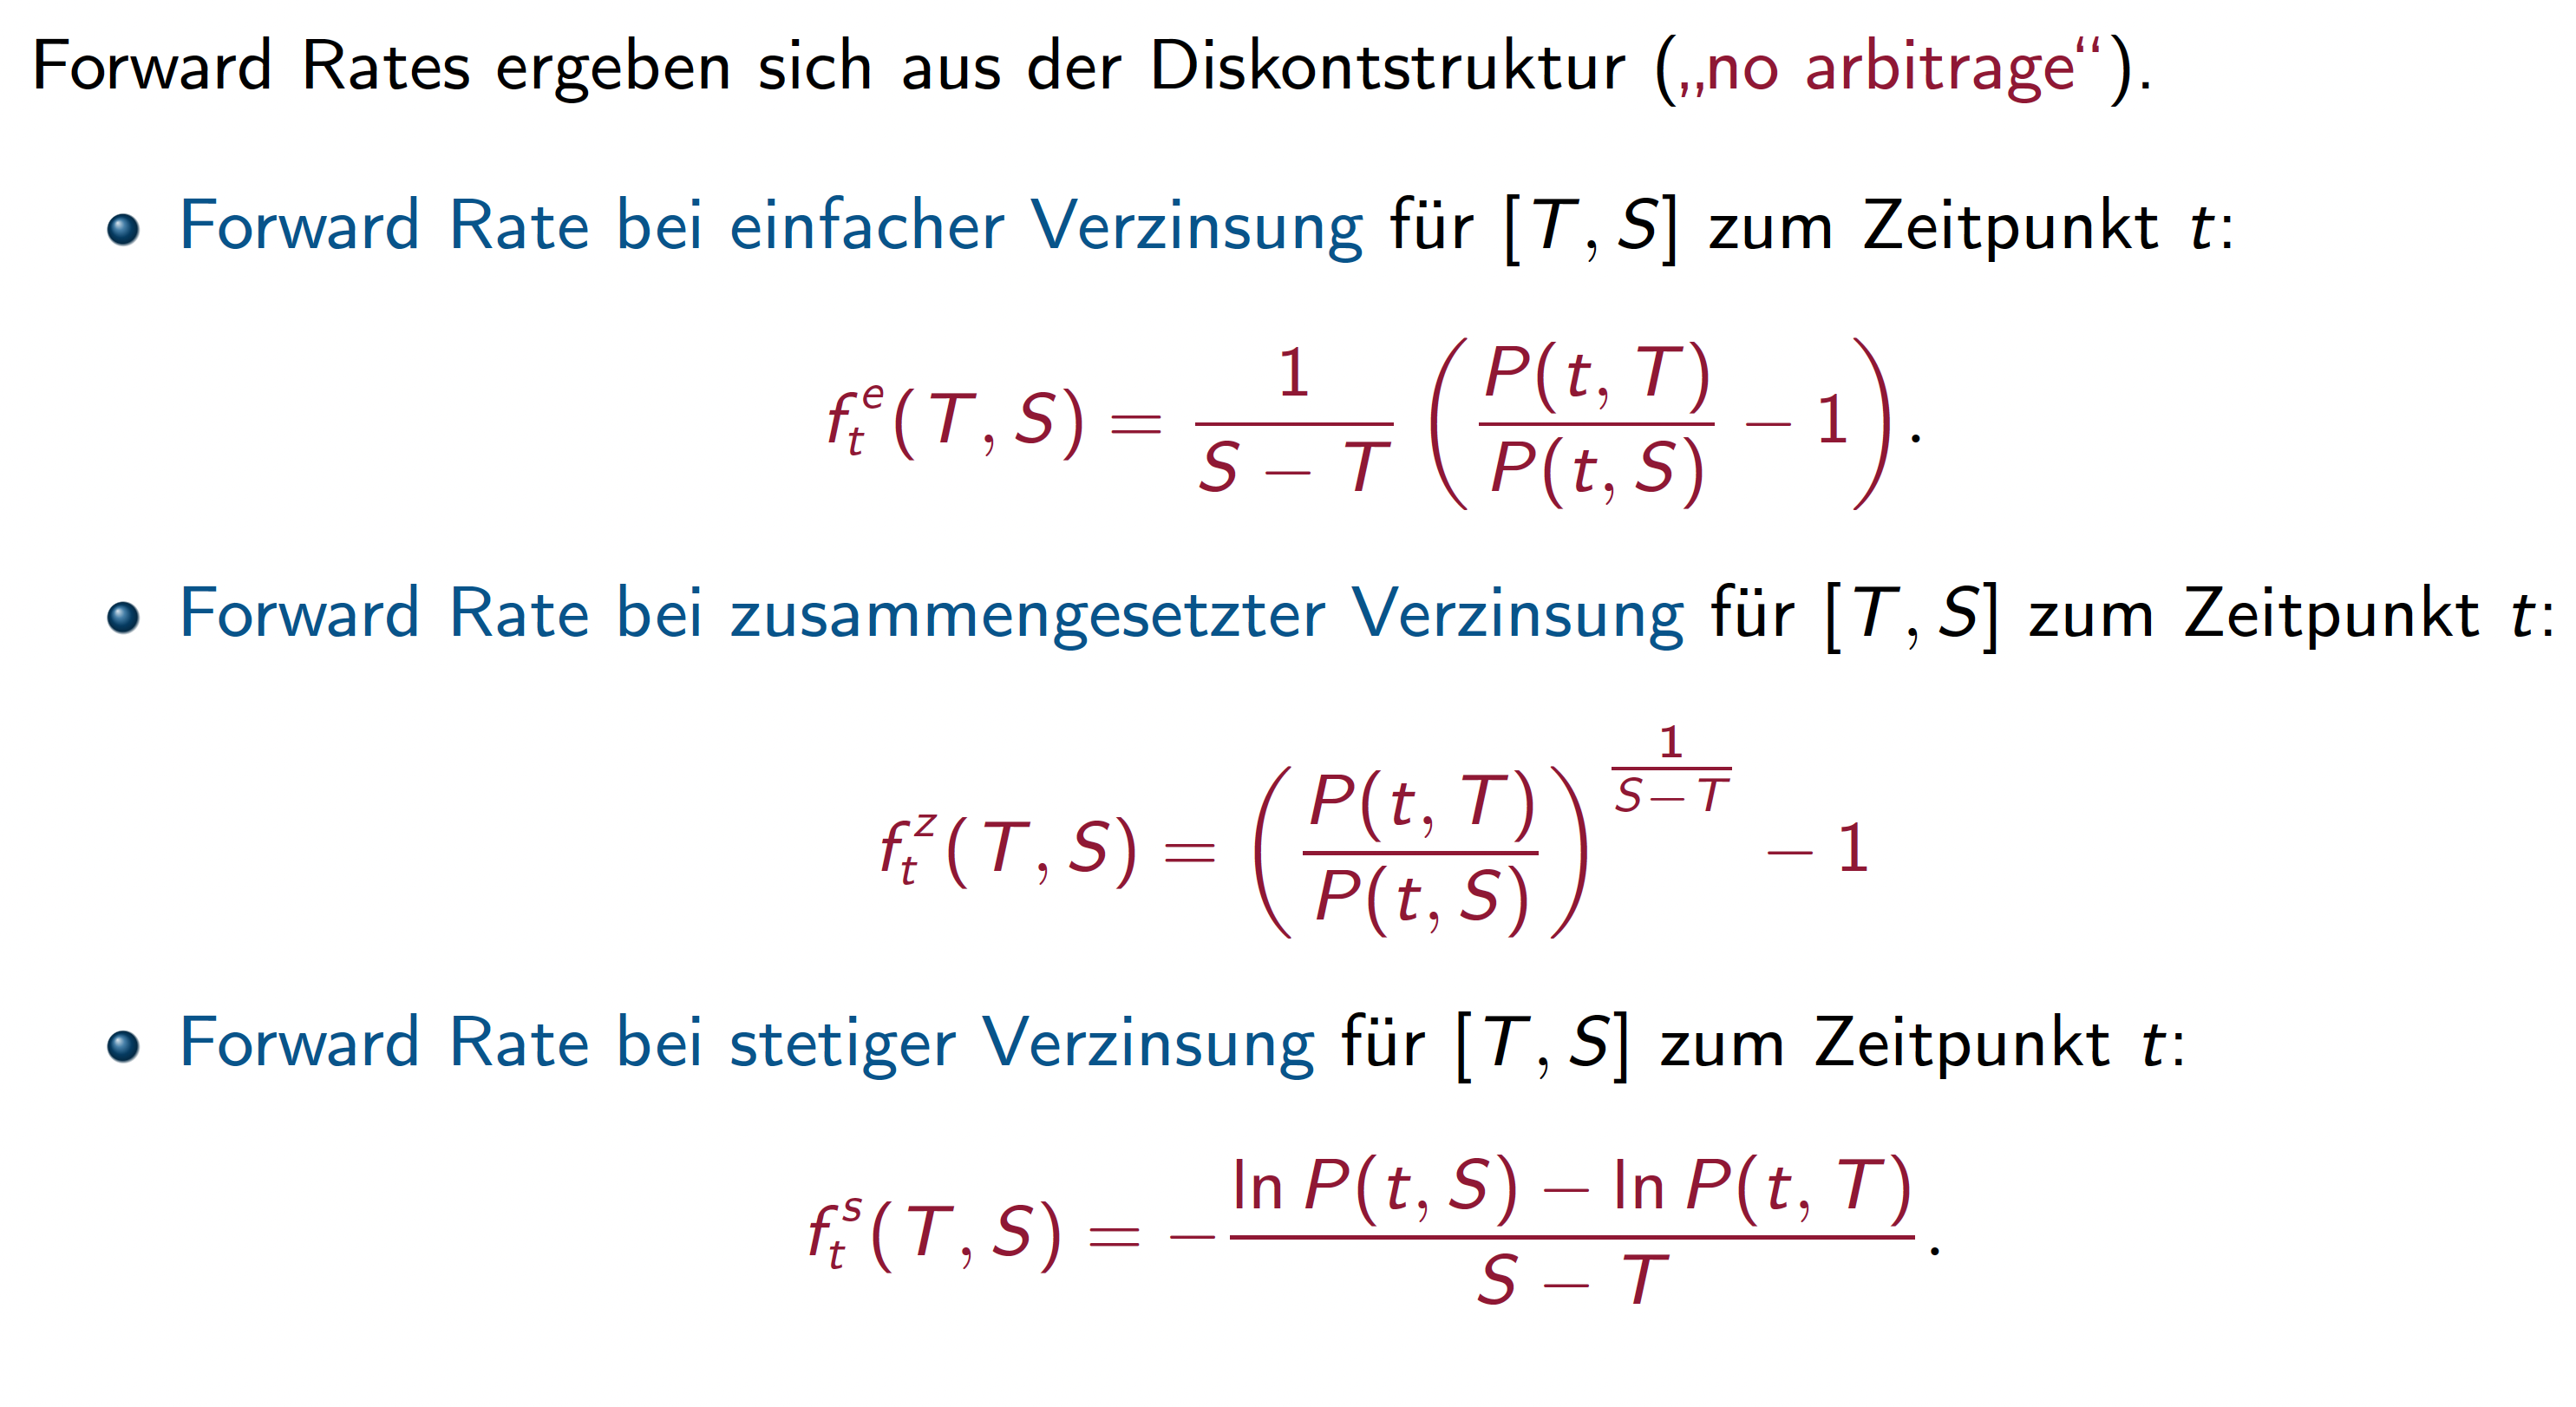 Forward Rates ergeben sich aus der Diskontstruktur („no arbitrage“).
• Forward Rate bei einfacher Verzinsung für [T, S] zum Zeitpunkt t:
$f_t^e(T, S) = \frac{1}{S - T} \left( \frac{P(t, T)}{P(t, S)} - 1 \right).$
• Forward Rate bei zusammengesetzter Verzinsung für [T, S] zum Zeitpunkt t:
$f_t^z(T, S) = \left( \frac{P(t, T)}{P(t, S)} \right)^{\frac{1}{S-T}} - 1$
• Forward Rate bei stetiger Verzinsung für [T, S] zum Zeitpunkt t:
$f_t^s(T, S) = -\frac{\ln P(t, S) - \ln P(t, T)}{S - T}.$